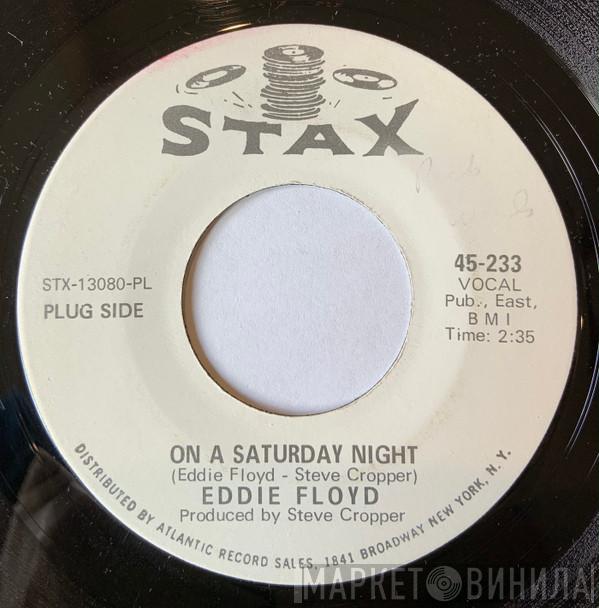 STAX
STX-13080-PL
PLUG SIDE
45-233
VOCAL
Pub., East,
BMI
Time: 2:35
ON A SATURDAY NIGHT
(Eddie Floyd - Steve Cropper)
EDDIE FLOYD
Produced by Steve Cropper
DISTRIBUTED BY ATLANTIC RECORD SALES, 1841 BROADWAY NEW YORK, N. Y.
МАРКЕТ ВИНИЛА